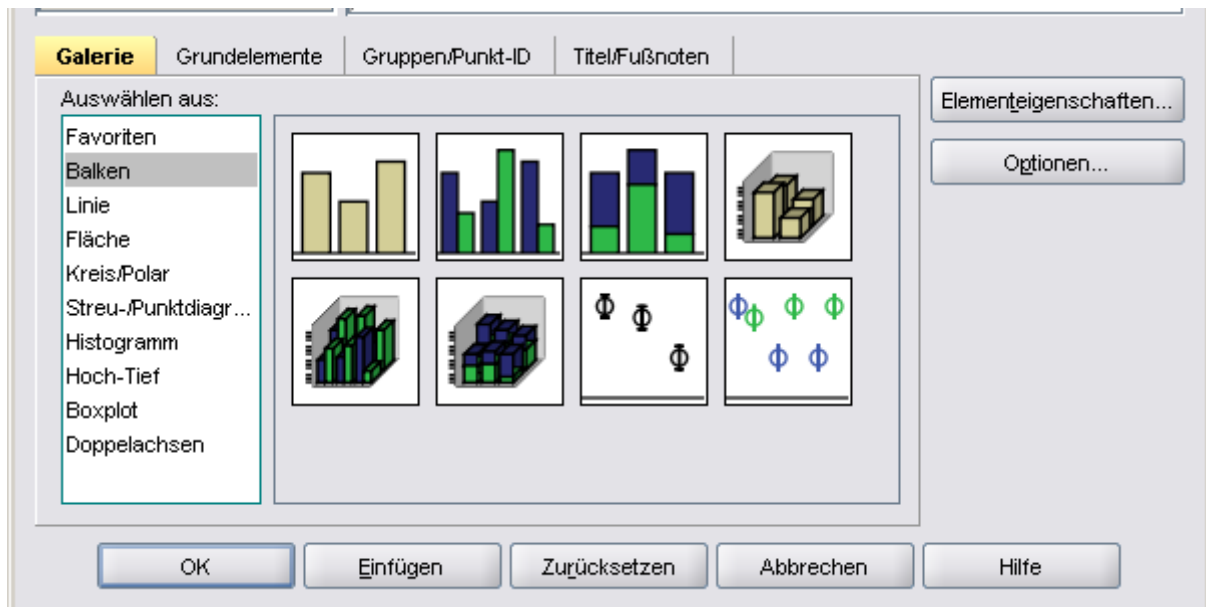 Galerie
Grundelemente
Gruppen/Punkt-ID
Titel/Fußnoten
Auswählen aus:
Favoriten
Balken
Linie
Fläche
Kreis/Polar
Streu-/Punktdiagr...
Histogramm
Hoch-Tief
Boxplot
Doppelachsen
Elementeigenschaften...
Optionen...
OK
Einfügen
Zurücksetzen
Abbrechen
Hilfe